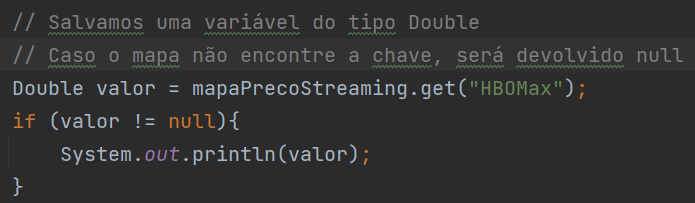 // Salvamos uma variável do tipo Double
// Caso o mapa não encontre a chave, será devolvido null
Double valor = mapaPrecoStreaming.get("HBOMax");
if (valor != null){
    System.out.println(valor);
}